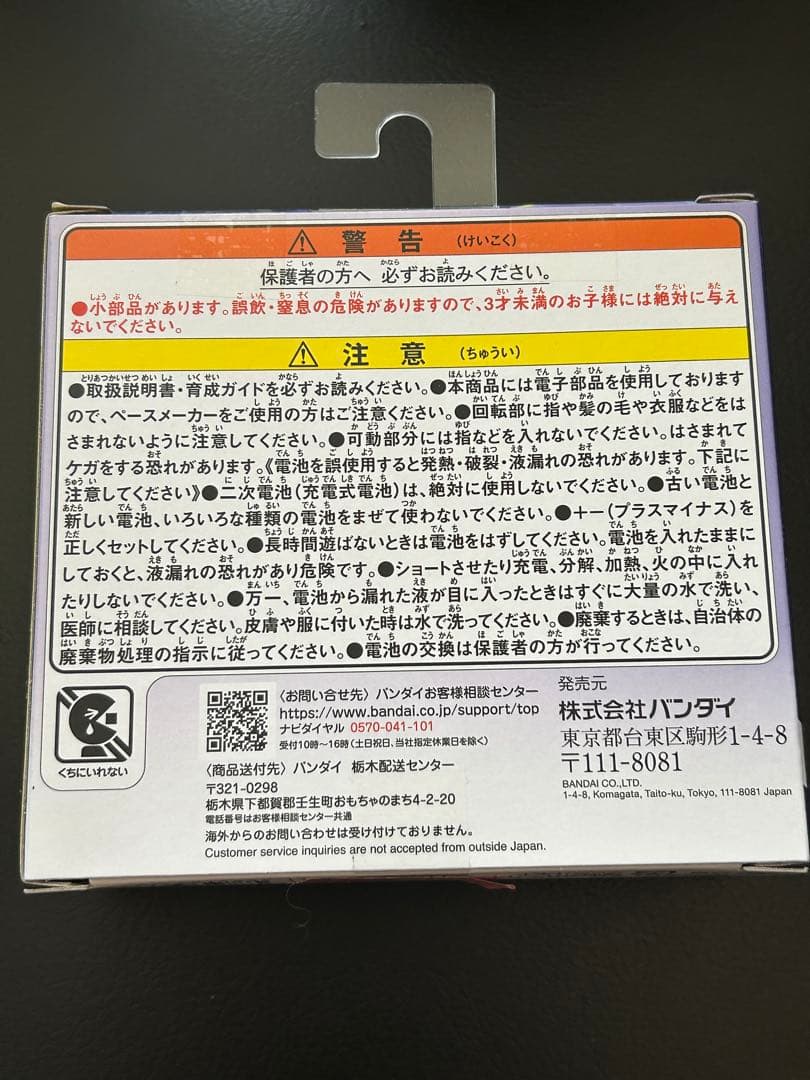 警告 (けいこく)
保護者の方へ 必ずお読みください。
●小部品があります。誤飲・窒息の危険がありますので、3才未満のお子様には絶対に与え
ないでください。
注意 (ちゅうい)
●取扱説明書・育成ガイドを必ずお読みください。●本商品には電子部品を使用しております
ので、ペースメーカーをご使用の方はご注意ください。●回転部に指や髪の毛や衣服などをは
さまれないように注意してください。●可動部分には指などを入れないでください。はさまれて
ケガをする恐れがあります。《電池を誤使用すると発熱・破裂・液漏れの恐れがあります。下記に
注意してください》●二次電池(充電式電池)は、絶対に使用しないでください。●古い電池と
新しい電池、いろいろな種類の電池をまぜて使わないでください。●+-(プラスマイナス)を
正しくセットしてください。●長時間遊ばないときは電池をはずしてください。電池を入れたままに
しておくと、液漏れの恐れがあり危険です。●ショートさせたり充電、分解、加熱、火の中に入れ
たりしないでください。●万一、電池から漏れた液が目に入ったときはすぐに大量の水で洗い、
医師に相談してください。皮膚や服に付いた時は水で洗ってください。●廃棄するときは、自治体の
廃棄物処理の指示に従ってください。●電池の交換は保護者の方が行ってください。
くちにいれない
〈お問い合せ先〉バンダイお客様相談センター
https://www.bandai.co.jp/support/top
ナビダイヤル 0570-041-101
受付10時~16時(土日祝日、当社指定休業日を除く)
〈商品送付先〉バンダイ 栃木配送センター
〒321-0298
栃木県下都賀郡壬生町おもちゃのまち4-2-20
電話番号はお客様相談センター共通
海外からのお問い合わせは受け付けておりません。
Customer service inquiries are not accepted from outside Japan.
発売元
株式会社バンダイ
東京都台東区駒形1-4-8
〒111-8081
BANDAI CO.,LTD.
1-4-8, Komagata, Taito-ku, Tokyo, 111-8081 Japan